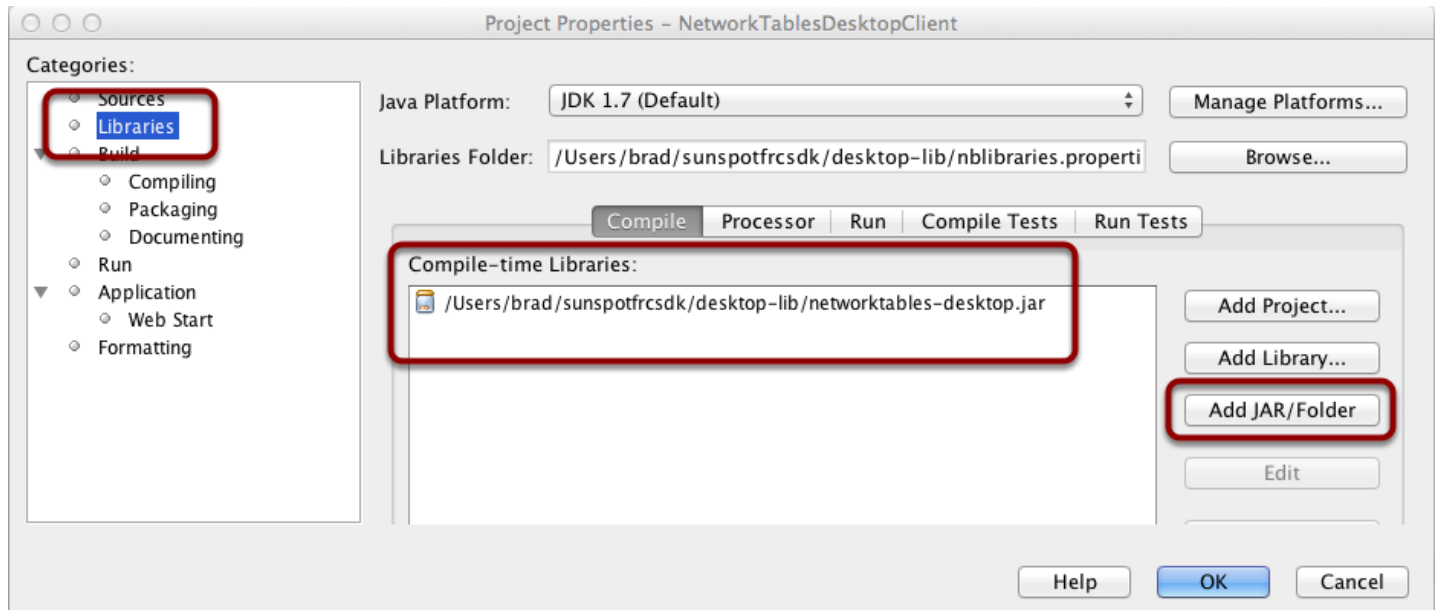 Project Properties – NetworkTablesDesktopClient
Categories:
Sources
Libraries
Build
Compiling
Packaging
Documenting
Run
Application
Web Start
Formatting
Java Platform: JDK 1.7 (Default) Manage Platforms...
Libraries Folder: /Users/brad/sunspotfrcsdk/desktop-lib/nblibraries.properti Browse...
Compile Processor Run Compile Tests Run Tests
Compile-time Libraries:
/Users/brad/sunspotfrcsdk/desktop-lib/networktables-desktop.jar
Add Project...
Add Library...
Add JAR/Folder
Edit
Help OK Cancel